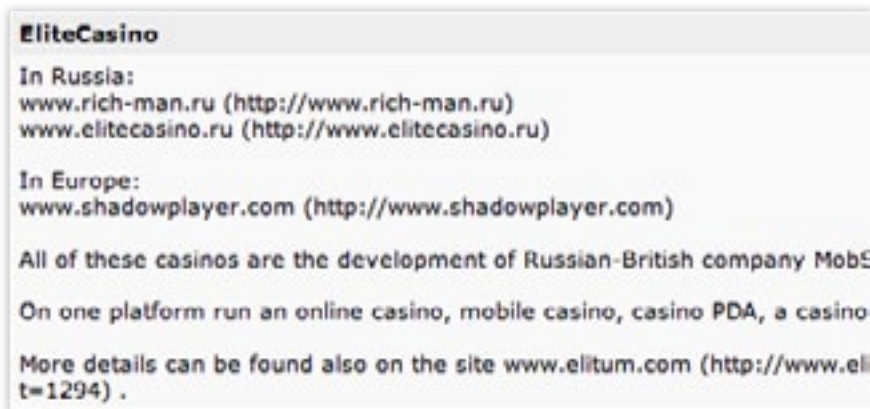 EliteCasino
In Russia:
www.rich-man.ru (http://www.rich-man.ru)
www.elitecasino.ru (http://www.elitecasino.ru)
In Europe:
www.shadowplayer.com (http://www.shadowplayer.com)
All of these casinos are the development of Russian-British company MobS
On one platform run an online casino, mobile casino, casino PDA, a casino
More details can be found also on the site www.elitum.com (http://www.eli
t=1294) .